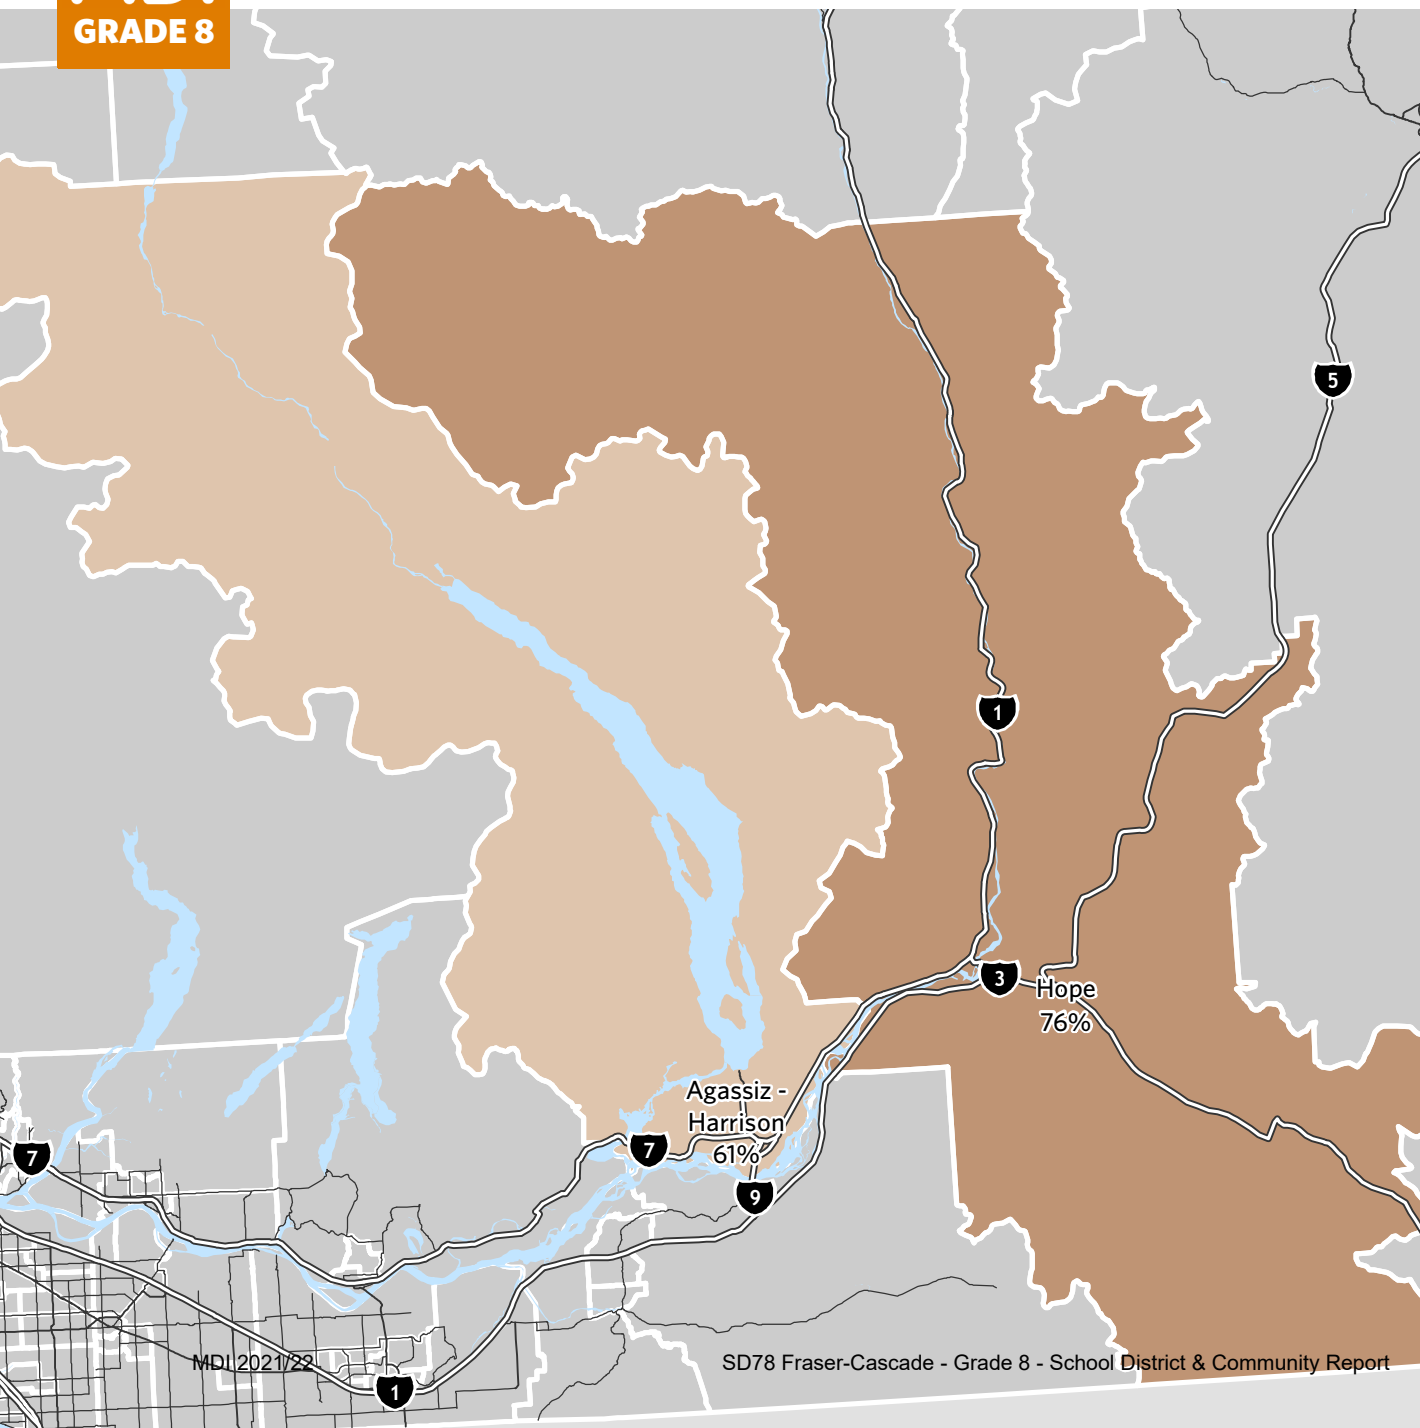 GRADE 8
5
1
3
Hope
76%
Agassiz -
Harrison
61%
7
7
9
1
MDI 2021/22
SD78 Fraser-Cascade - Grade 8 - School District & Community Report